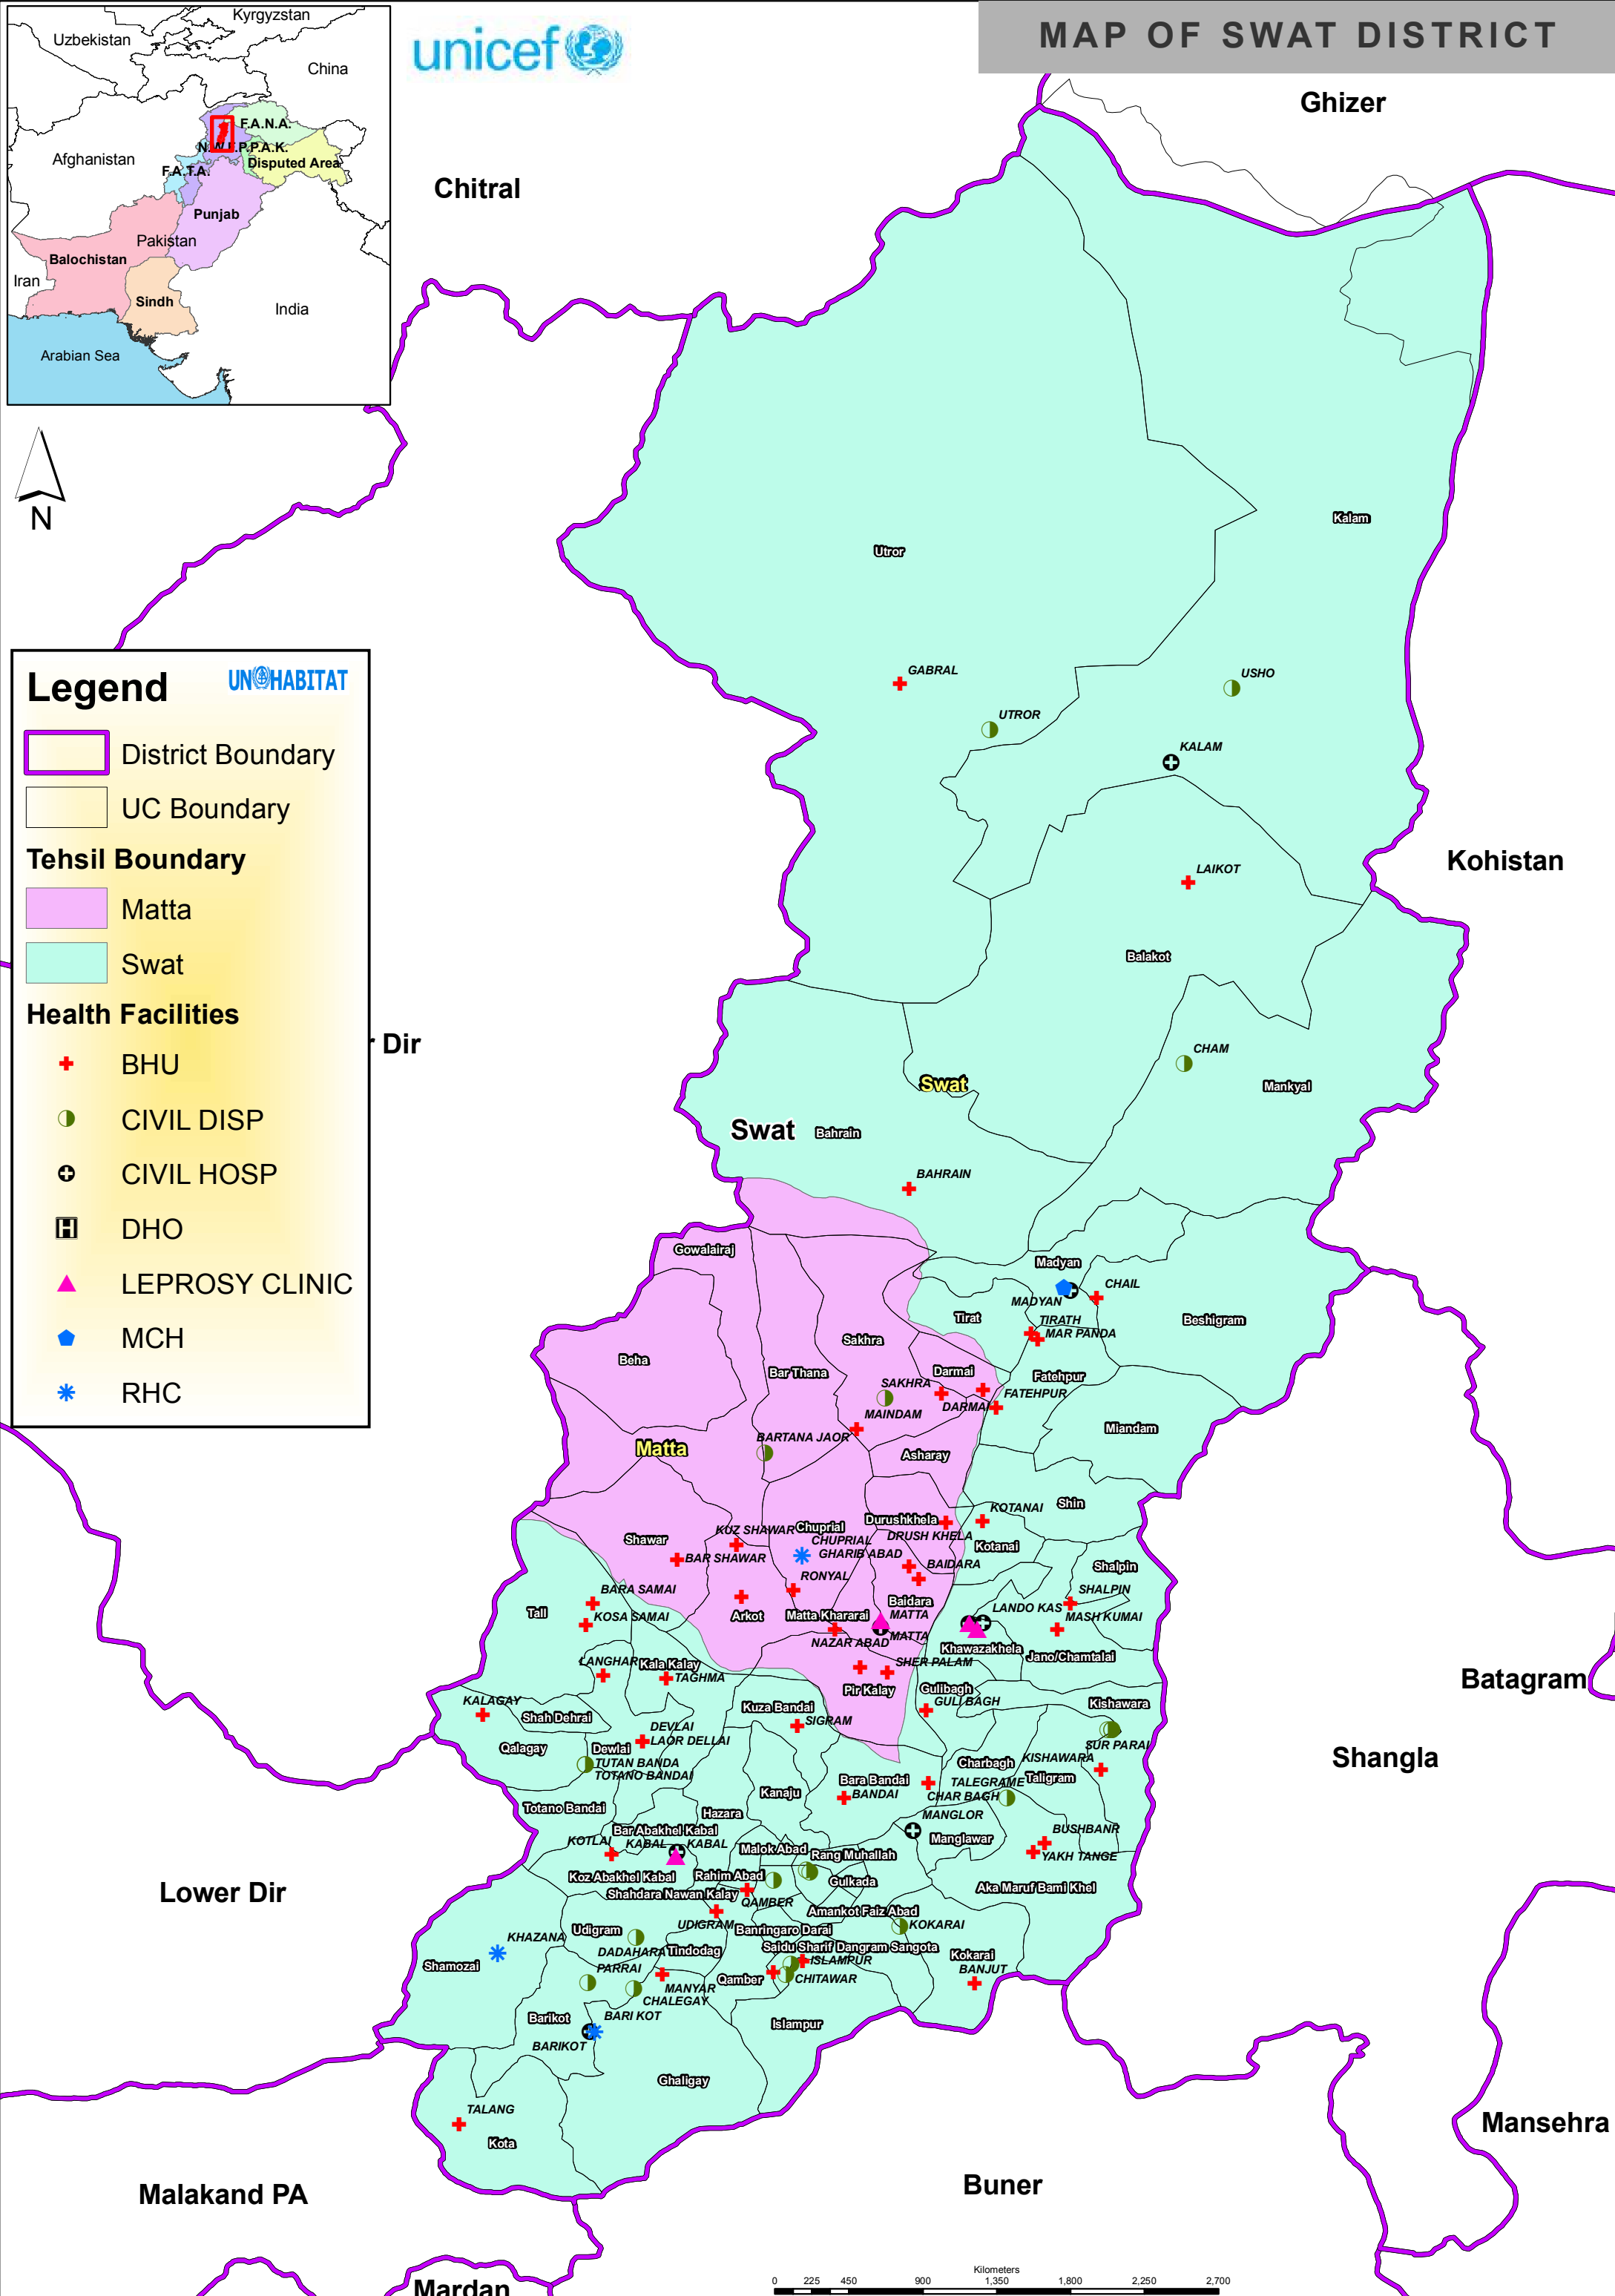 MAP OF SWAT DISTRICT
unicef
Kyrgyzstan
Uzbekistan
China
F.A.N.A.
N.W.F.P.
P.A.K.
Afghanistan
Disputed Area
F.A.T.A.
Punjab
Pakistan
Balochistan
Iran
Sindh
India
Arabian Sea
N
Ghizer
Chitral
Legend
UN HABITAT
District Boundary
UC Boundary
Tehsil Boundary
Matta
Swat
Health Facilities
BHU
CIVIL DISP
CIVIL HOSP
H DHO
LEPROSY CLINIC
MCH
RHC
r Dir
Kohistan
Batagram
Shangla
Lower Dir
Malakand PA
Mardan
Buner
Mansehra
Kalam
Utror
GABRAL
USHO
UTROR
KALAM
LAIKOT
Balakot
CHAM
Mankyal
Swat
Swat
Bahrain
BAHRAIN
Gowalairaj
Madyan
CHAIL
MADYAN
Tirat
TIRATH
MAR PANDA
Beshigram
Sakhra
Beha
Bar Thana
Darmai
Fatehpur
SAKHRA
FATEHPUR
DARMAI
MAINDAM
Miandam
BARTANA JAOR
Matta
Asharay
Shin
KOTANAI
Durushkhela
Chuprial
KUZ SHAWAR
DRUSH KHELA
Shawar
CHUPRIAL
Kotanai
GHARIB ABAD
BAR SHAWAR
BAIDARA
Shalpin
RONYAL
BARA SAMAI
SHALPIN
Baidara
LANDO KAS
Tall
KOSA SAMAI
Arkot
Matta Khararai
MATTA
MASH KUMAI
MATTA
NAZAR ABAD
Khawazakhela
Jano/Chamtalai
LANGHAR
Kala Kalay
SHER PALAM
TAGHMA
Pir Kalay
Gulibagh
KALAGAY
GULI BAGH
Kishawara
Kuza Bandai
Shah Dehrai
SIGRAM
DEVLAI
LAOR DELLAI
SUR PARAI
Qalagay
Dewlai
KISHAWARA
TUTAN BANDA
Charbagh
TOTANO BANDAI
Bara Bandai
TALEGRAME
Taligram
Kanaju
BANDAI
CHAR BAGH
Totano Bandai
Hazara
MANGLOR
Bar Abakhel Kabal
BUSHBANR
KOTLAI
KABAL
KABAL
Manglawar
Malok Abad
Rang Muhallah
YAKH TANGE
Koz Abakhel Kabal
Rahim Abad
Gulkada
Aka Maruf Bami Khel
Shahdara Nawan Kalay
QAMBER
Amankot Faiz Abad
UDIGRAM
KOKARAI
Udigram
Banringaro Darai
KHAZANA
DADAHARA
Tindodag
Saidu Sharif
Dangram Sangota
Kokarai
Shamozai
PARRAI
ISLAMPUR
BANJUT
Qamber
CHITAWAR
MANYAR
CHALEGAY
Barikot
BARI KOT
Islampur
BARIKOT
Ghaligay
TALANG
Kota
Kilometers
0 225 450 900 1,350 1,800 2,250 2,700